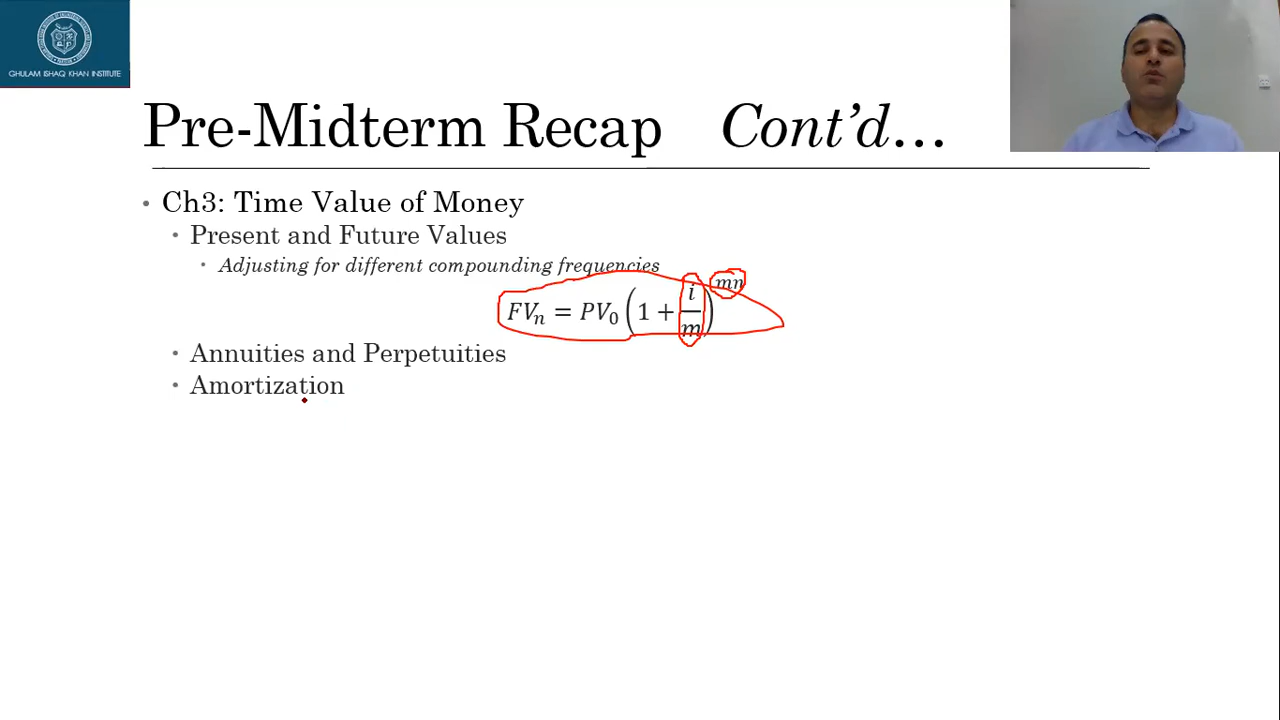 GHULAM ISHAQ KHAN INSTITUTE
Pre-Midterm Recap Cont'd…
• Ch3: Time Value of Money
• Present and Future Values
• Adjusting for different compounding frequencies
FVₙ = PV₀ (1 + i/m)^mn
• Annuities and Perpetuities
• Amortization